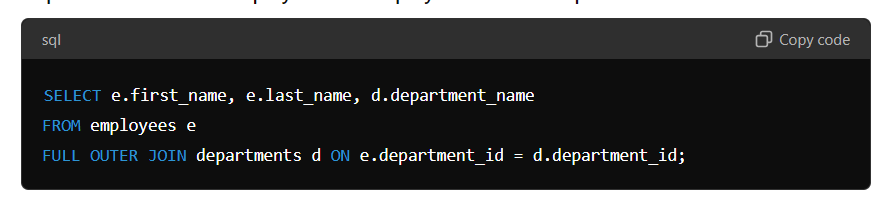 sql
Copy code
SELECT e.first_name, e.last_name, d.department_name
FROM employees e
FULL OUTER JOIN departments d ON e.department_id = d.department_id;